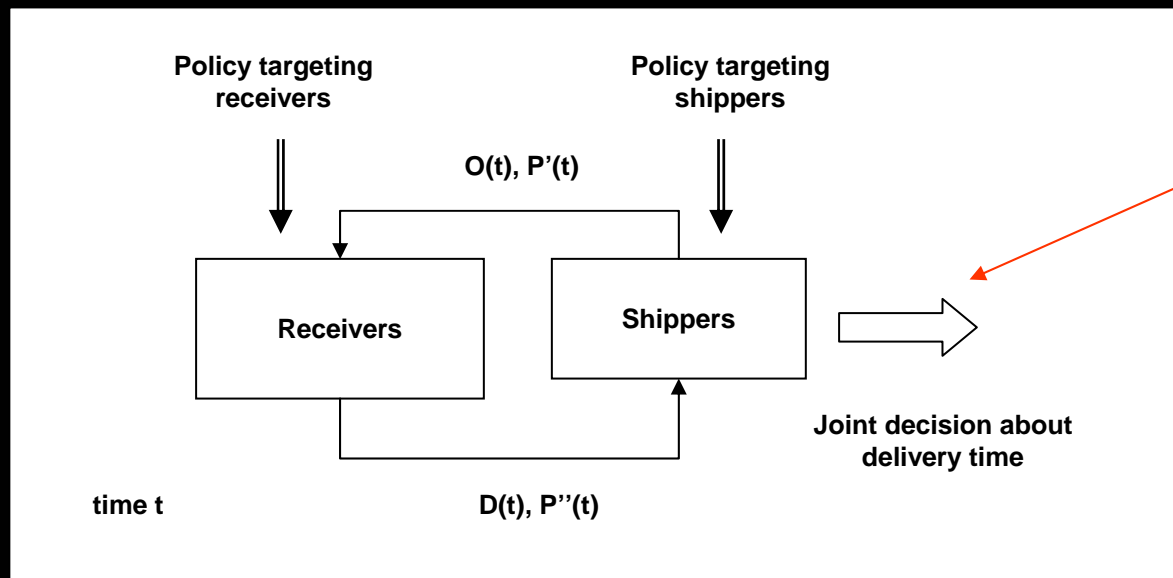 Policy targeting
receivers
Policy targeting
shippers
O(t), P’(t)
Receivers
Shippers
Joint decision about
delivery time
time t
D(t), P’’(t)